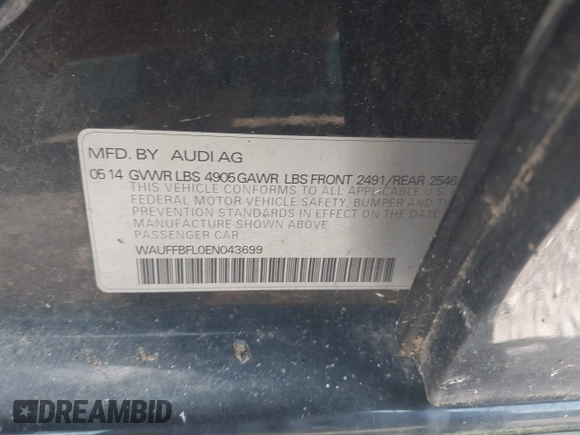 MFD. BY AUDI AG
05 14 GVWR LBS 4905 GAWR LBS FRONT 2491/REAR 2546
THIS VEHICLE CONFORMS TO ALL APPLICABLE U.S.
FEDERAL MOTOR VEHICLE SAFETY, BUMPER AND T
PREVENTION STANDARDS IN EFFECT ON THE DATE
MANUFACTURE SHOWN ABOVE
PASSENGER CAR
WAUFFBFL0EN043699
DREAMBID